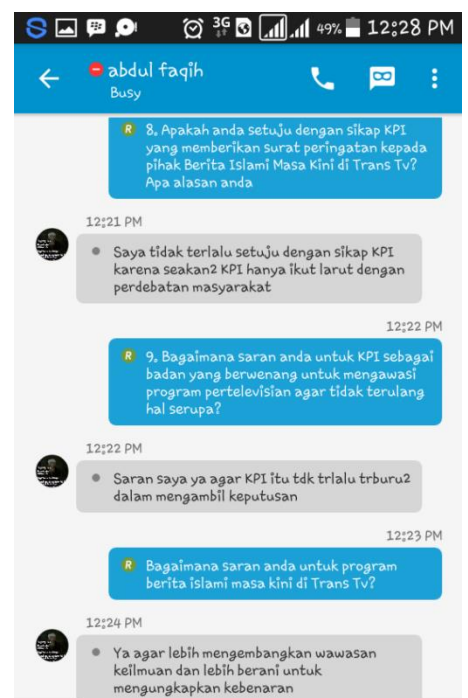 3G 49% 12:28 PM
abdul faqih
Busy
R 8. Apakah anda setuju dengan sikap KPI
yang memberikan surat peringatan kepada
pihak Berita Islami Masa Kini di Trans Tv?
Apa alasan anda
12:21 PM
Saya tidak terlalu setuju dengan sikap KPI
karena seakan2 KPI hanya ikut larut dengan
perdebatan masyarakat
12:22 PM
R 9. Bagaimana saran anda untuk KPI sebagai
badan yang berwenang untuk mengawasi
program pertelevisian agar tidak terulang
hal serupa?
12:22 PM
Saran saya ya agar KPI itu tdk trlalu trburu2
dalam mengambil keputusan
12:23 PM
R Bagaimana saran anda untuk program
berita islami masa kini di Trans Tv?
12:24 PM
Ya agar lebih mengembangkan wawasan
keilmuan dan lebih berani untuk
mengungkapkan kebenaran